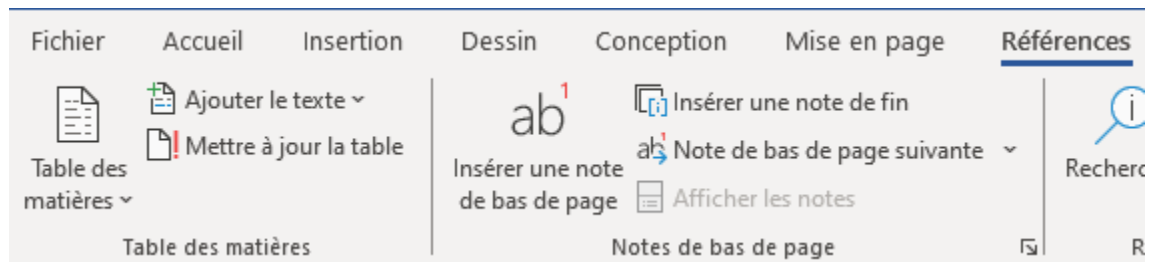 Fichier Accueil Insertion Dessin Conception Mise en page Références
Table des
matières
Ajouter le texte
Mettre à jour la table
Table des matières
ab1
Insérer une note
de bas de page
Insérer une note de fin
Note de bas de page suivante
Afficher les notes
Notes de bas de page